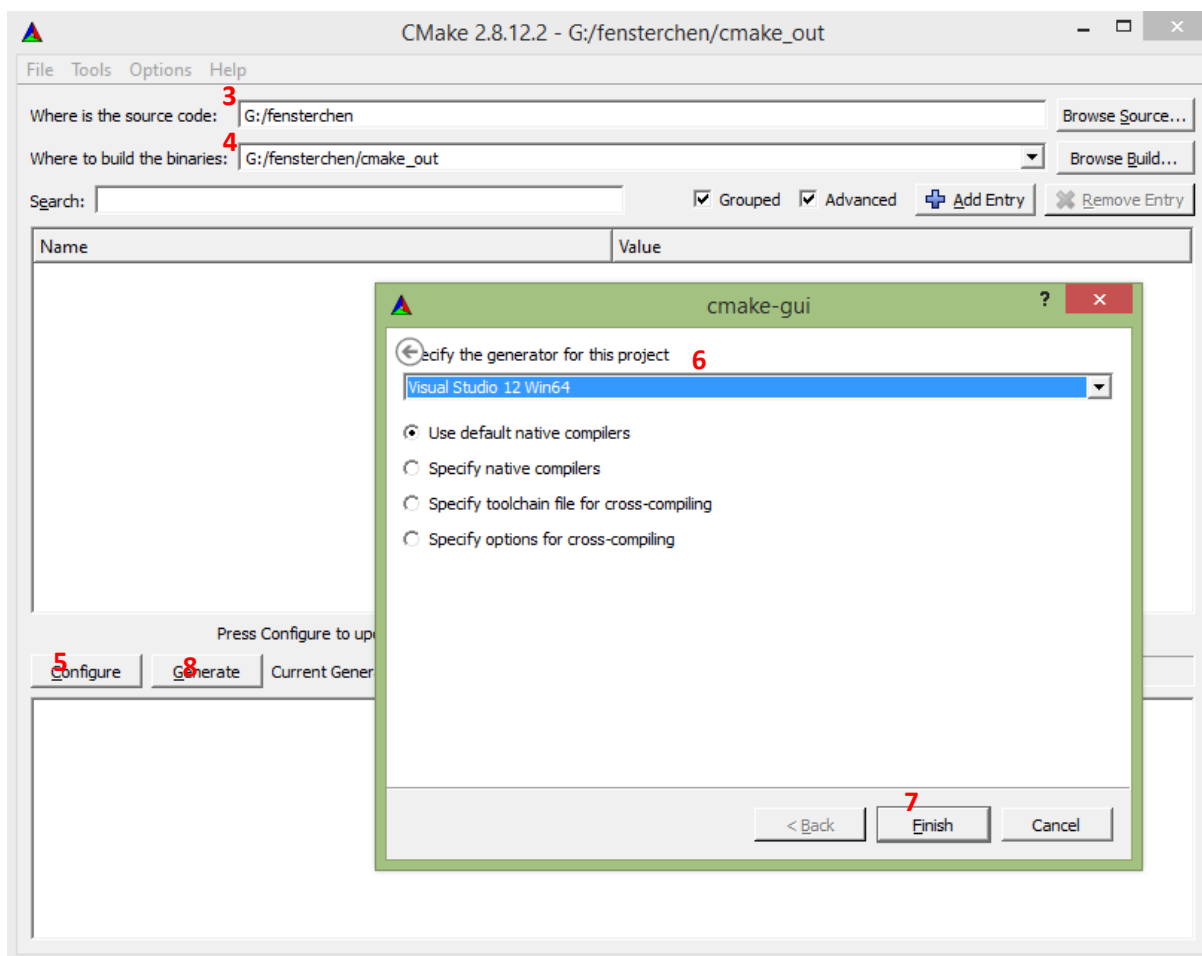 CMake 2.8.12.2 - G:/fensterchen/cmake_out
File Tools Options Help
3
Where is the source code: G:/fensterchen Browse Source...
4
Where to build the binaries: G:/fensterchen/cmake_out Browse Build...
Search: Grouped Advanced Add Entry Remove Entry
Name Value
cmake-gui ?
ecify the generator for this project 6
Visual Studio 12 Win64
Use default native compilers
Specify native compilers
Specify toolchain file for cross-compiling
Specify options for cross-compiling
Press Configure to up
5 8
Configure Generate Current Gener
7
< Back Finish Cancel